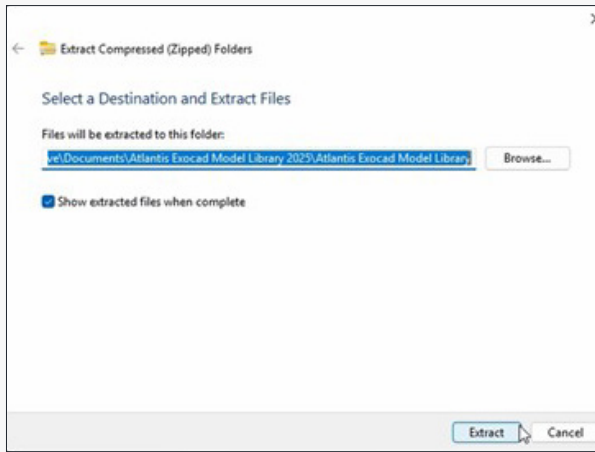 Extract Compressed (Zipped) Folders
Select a Destination and Extract Files
Files will be extracted to this folder:
ve\Documents\Atlantis Exocad Model Library 2025\Atlantis Exocad Model Library
Browse...
Show extracted files when complete
Extract
Cancel